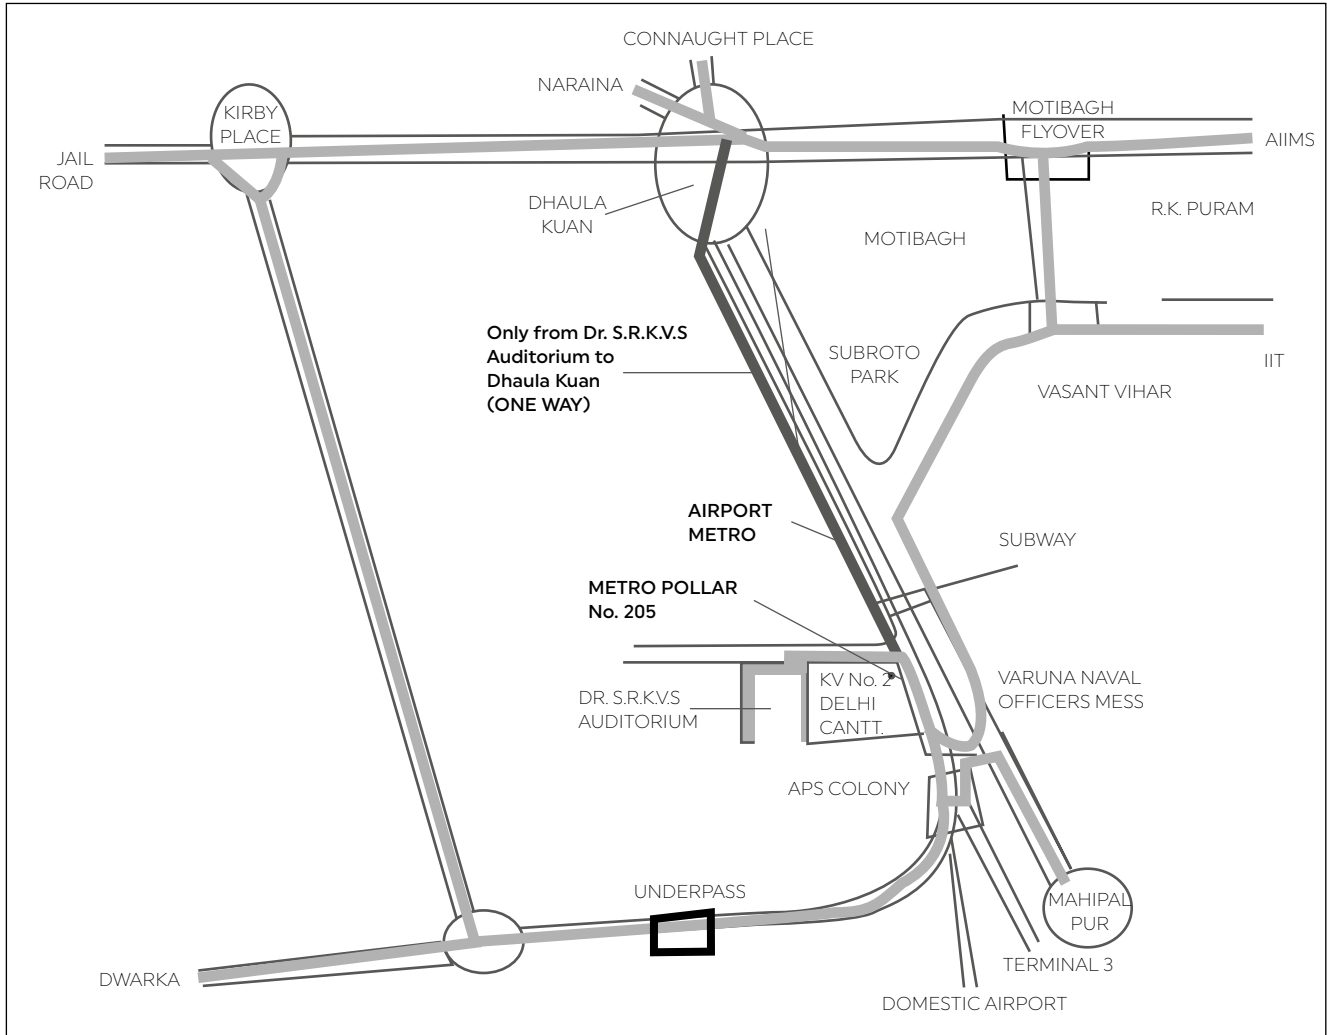 CONNAUGHT PLACE
NARAINA
KIRBY
PLACE
MOTIBAGH
FLYOVER
AIIMS
JAIL
ROAD
DHAULA
KUAN
R.K. PURAM
MOTIBAGH
Only from Dr. S.R.K.V.S
Auditorium to
Dhaula Kuan
(ONE WAY)
SUBROTO
PARK
IIT
VASANT VIHAR
AIRPORT
METRO
SUBWAY
METRO POLLAR
No. 205
KV No. 2
DELHI
CANTT.
VARUNA NAVAL
OFFICERS MESS
DR. S.R.K.V.S
AUDITORIUM
APS COLONY
UNDERPASS
MAHIPAL
PUR
DWARKA
TERMINAL 3
DOMESTIC AIRPORT